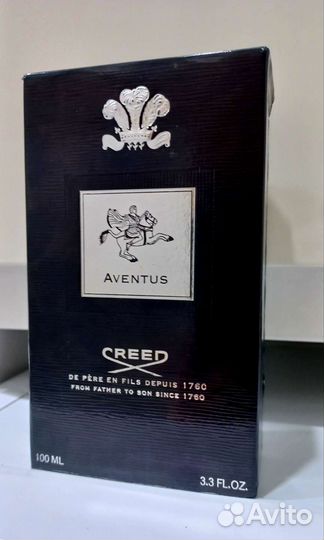 AVENTUS
CREED
DE PÈRE EN FILS DEPUIS 1760
FROM FATHER TO SON SINCE 1760
100 ML
3.3 FL.OZ.
Avito